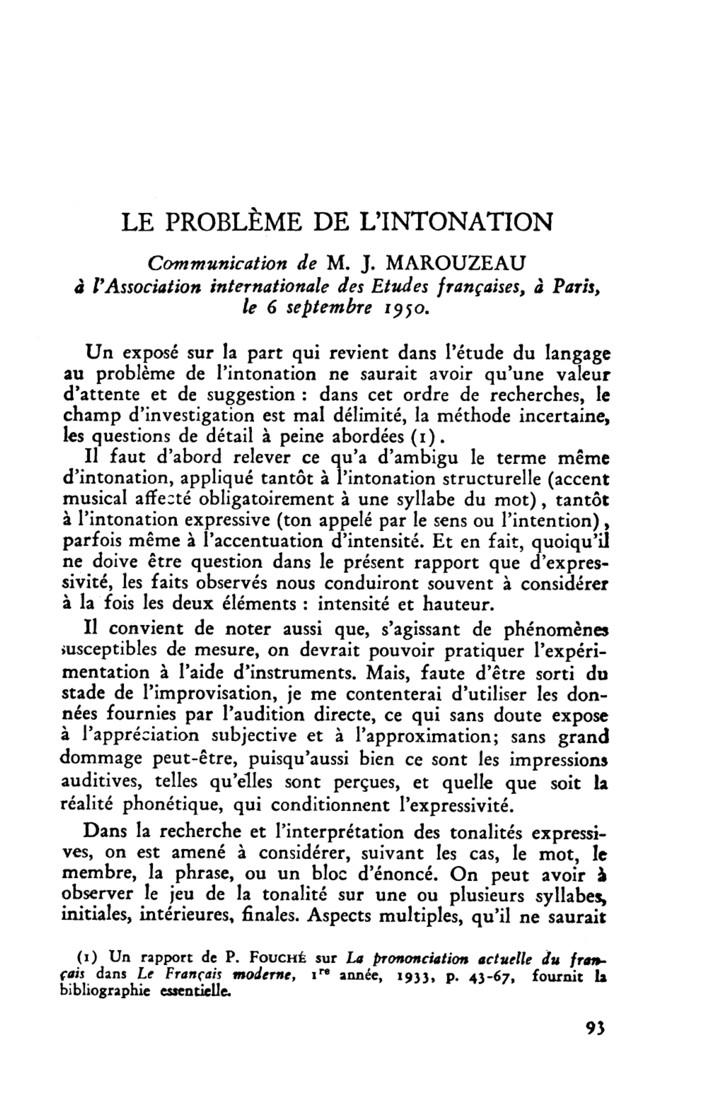 LE PROBLÈME DE L'INTONATION
Communication de M. J. MAROUZEAU
à l'Association internationale des Etudes françaises, à Paris,
le 6 septembre 1950.
Un exposé sur la part qui revient dans l'étude du langage
au problème de l'intonation ne saurait avoir qu'une valeur
d'attente et de suggestion : dans cet ordre de recherches, le
champ d'investigation est mal délimité, la méthode incertaine,
les questions de détail à peine abordées (1).
Il faut d'abord relever ce qu'a d'ambigu le terme même
d'intonation, appliqué tantôt à l'intonation structurelle (accent
musical affecté obligatoirement à une syllabe du mot), tantôt
à l'intonation expressive (ton appelé par le sens ou l'intention),
parfois même à l'accentuation d'intensité. Et en fait, quoiqu'il
ne doive être question dans le présent rapport que d'expres-
sivité, les faits observés nous conduiront souvent à considérer
à la fois les deux éléments : intensité et hauteur.
Il convient de noter aussi que, s'agissant de phénomènes
susceptibles de mesure, on devrait pouvoir pratiquer l'expéri-
mentation à l'aide d'instruments. Mais, faute d'être sorti du
stade de l'improvisation, je me contenterai d'utiliser les don-
nées fournies par l'audition directe, ce qui sans doute expose
à l'appréciation subjective et à l'approximation; sans grand
dommage peut-être, puisqu'aussi bien ce sont les impressions
auditives, telles qu'elles sont perçues, et quelle que soit la
réalité phonétique, qui conditionnent l'expressivité.
Dans la recherche et l'interprétation des tonalités expressi-
ves, on est amené à considérer, suivant les cas, le mot, le
membre, la phrase, ou un bloc d'énoncé. On peut avoir à
observer le jeu de la tonalité sur une ou plusieurs syllabes,
initiales, intérieures, finales. Aspects multiples, qu'il ne saurait
(1) Un rapport de P. FOUCHÉ sur La prononciation actuelle du fran-
çais dans Le Français moderne, 1re année, 1933, p. 43-67, fournit la
bibliographie essentielle.
93